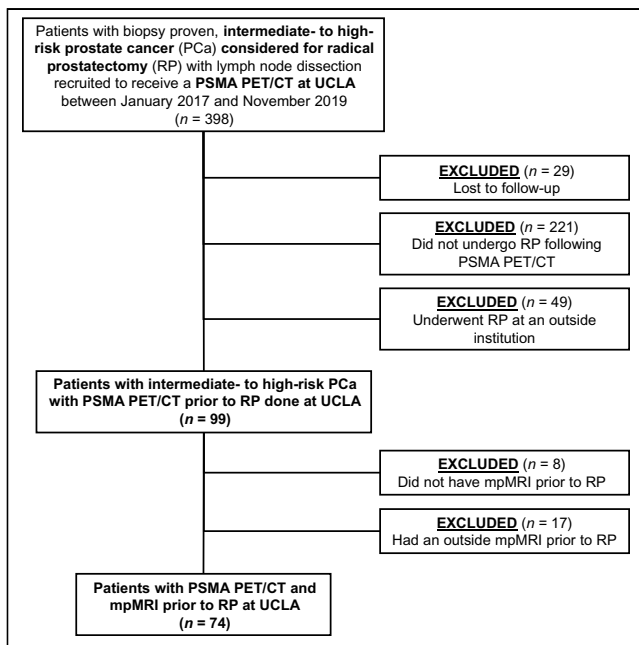 Patients with biopsy proven, intermediate- to high-
risk prostate cancer (PCa) considered for radical
prostatectomy (RP) with lymph node dissection
recruited to receive a PSMA PET/CT at UCLA
between January 2017 and November 2019
(n = 398)
EXCLUDED (n = 29)
Lost to follow-up
EXCLUDED (n = 221)
Did not undergo RP following
PSMA PET/CT
EXCLUDED (n = 49)
Underwent RP at an outside
institution
Patients with intermediate- to high-risk PCa
with PSMA PET/CT prior to RP done at UCLA
(n = 99)
EXCLUDED (n = 8)
Did not have mpMRI prior to RP
EXCLUDED (n = 17)
Had an outside mpMRI prior to RP
Patients with PSMA PET/CT and
mpMRI prior to RP at UCLA
(n = 74)